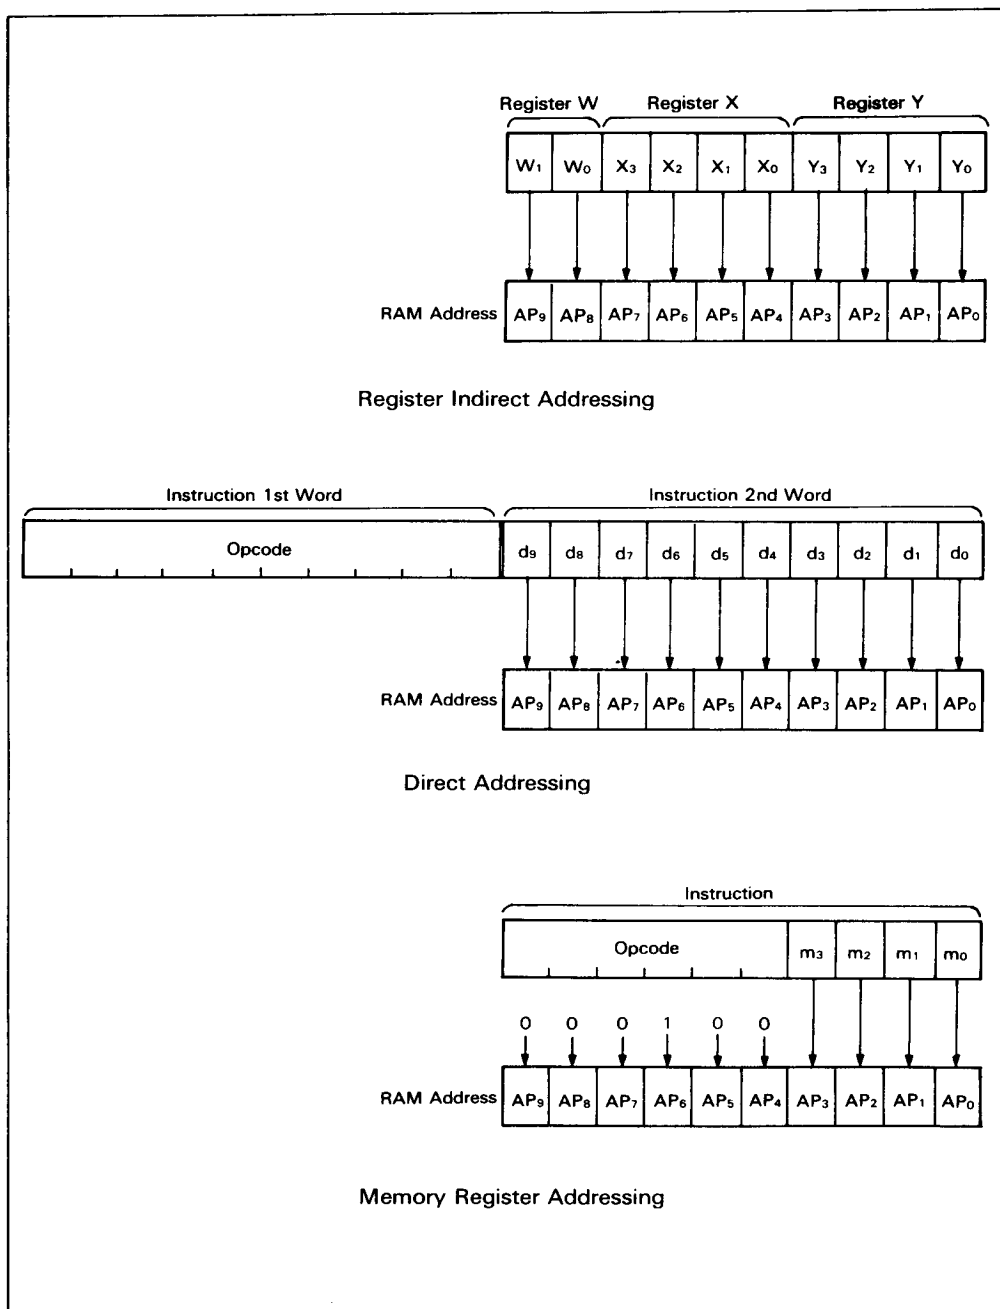 Register W Register X Register Y
W₁ W₀ X₃ X₂ X₁ X₀ Y₃ Y₂ Y₁ Y₀
RAM Address AP₉ AP₈ AP₇ AP₆ AP₅ AP₄ AP₃ AP₂ AP₁ AP₀
Register Indirect Addressing
Instruction 1st Word Instruction 2nd Word
Opcode d₉ d₈ d₇ d₆ d₅ d₄ d₃ d₂ d₁ d₀
RAM Address AP₉ AP₈ AP₇ AP₆ AP₅ AP₄ AP₃ AP₂ AP₁ AP₀
Direct Addressing
Instruction
Opcode m₃ m₂ m₁ m₀
0 0 0 1 0 0
RAM Address AP₉ AP₈ AP₇ AP₆ AP₅ AP₄ AP₃ AP₂ AP₁ AP₀
Memory Register Addressing